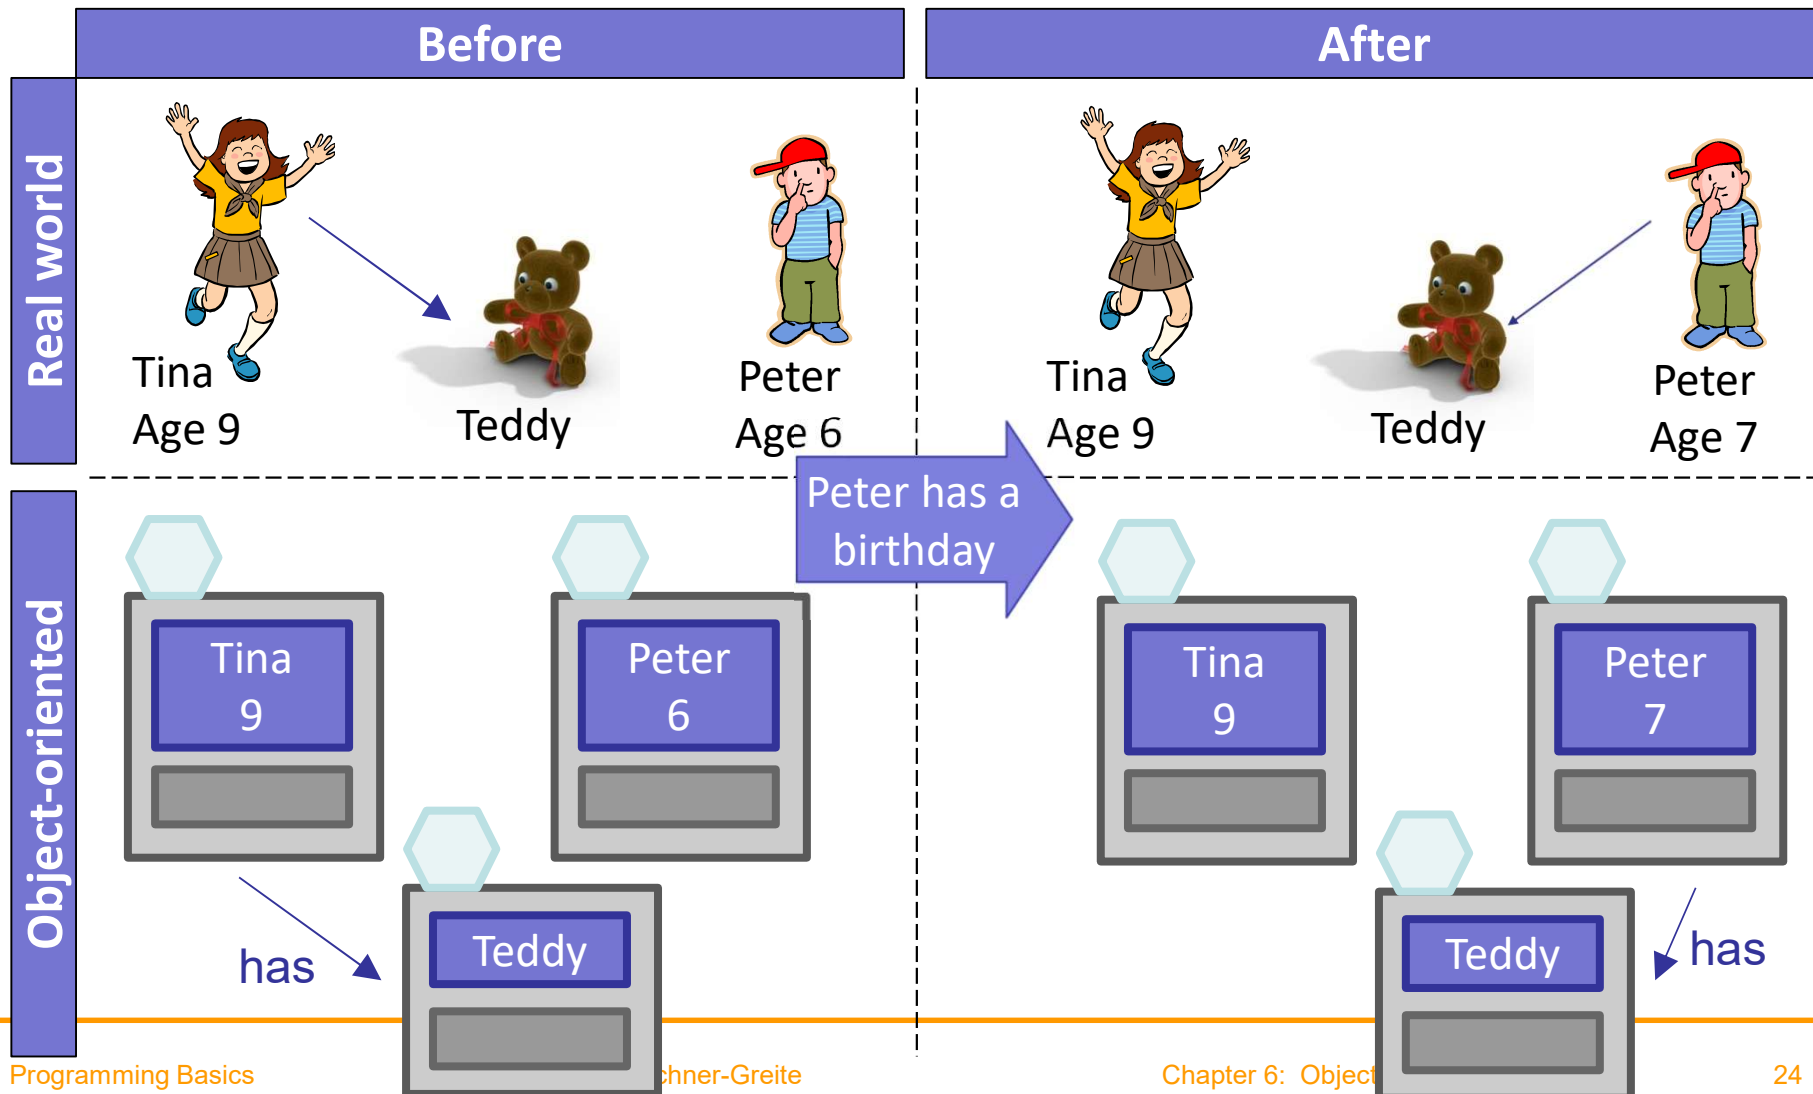 Before
After
Real world
Tina
Age 9
Teddy
Peter
Age 6
Tina
Age 9
Teddy
Peter
Age 7
Peter has a
birthday
Object-oriented
Tina
9
Peter
6
has
Teddy
Tina
9
Peter
7
Teddy
has
Programming Basics
chner-Greite
Chapter 6: Object
24